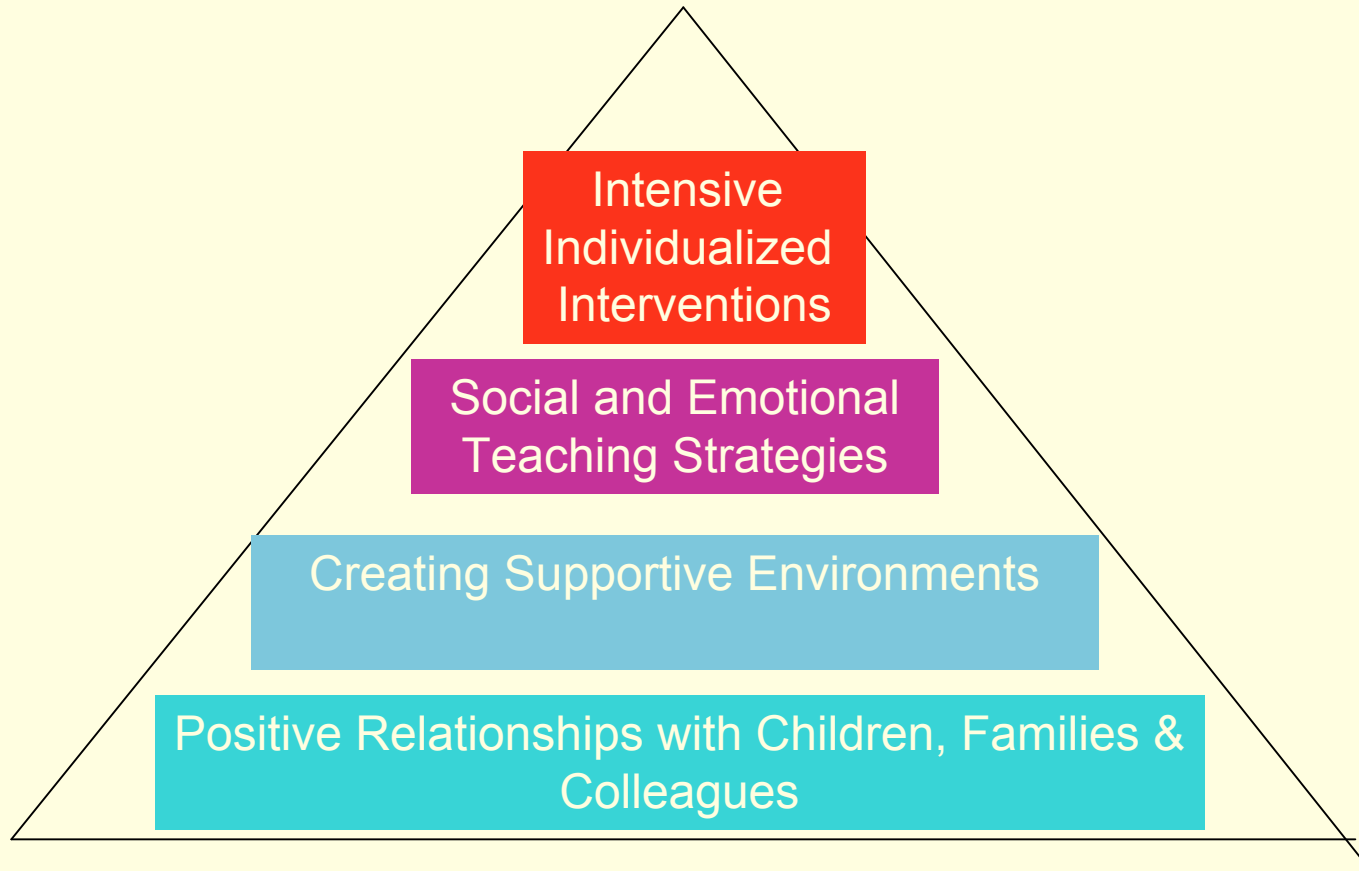 Intensive
Individualized
Interventions
Social and Emotional
Teaching Strategies
Creating Supportive Environments
Positive Relationships with Children, Families &
Colleagues